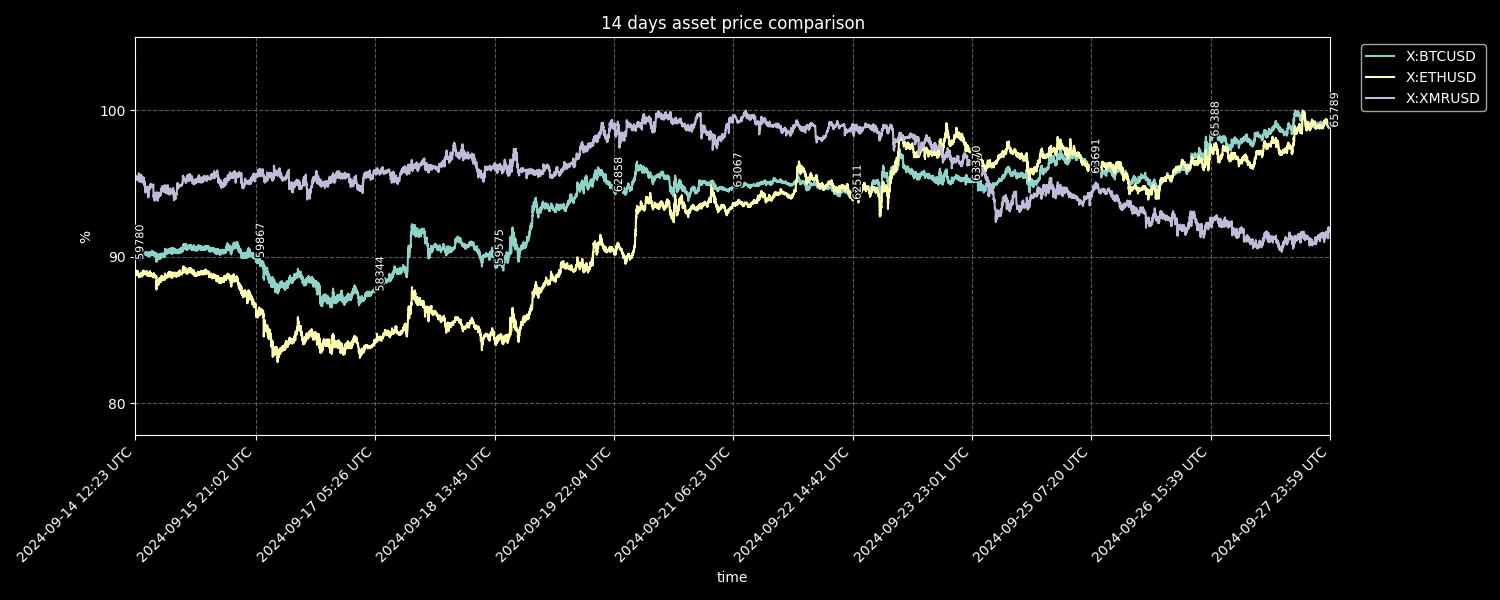 14 days asset price comparison
X:BTCUSD
X:ETHUSD
X:XMRUSD
100
90
80
%
59780
59867
58344
59575
62858
63067
62511
63370
63691
65388
65789
2024-09-14 12:23 UTC
2024-09-15 21:02 UTC
2024-09-17 05:26 UTC
2024-09-18 13:45 UTC
2024-09-19 22:04 UTC
2024-09-21 06:23 UTC
2024-09-22 14:42 UTC
2024-09-23 23:01 UTC
2024-09-25 07:20 UTC
2024-09-26 15:39 UTC
2024-09-27 23:59 UTC
time